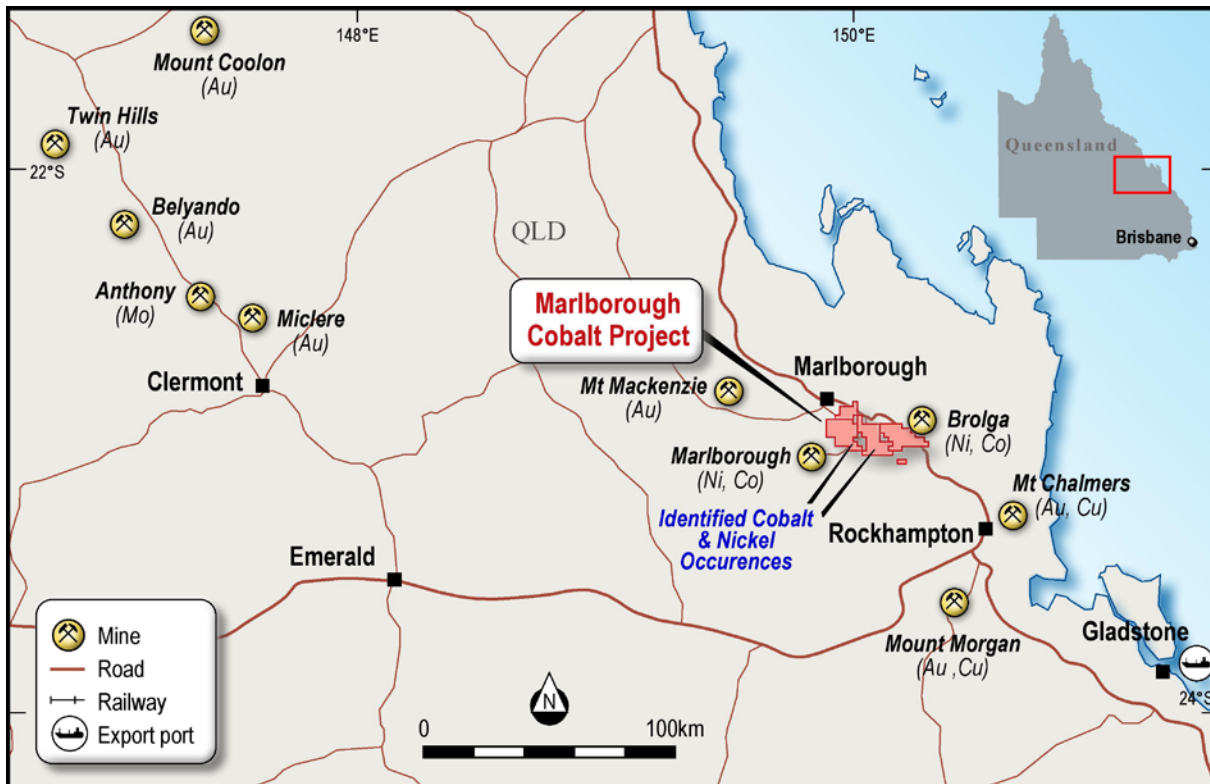 148°E
150°E
Mount Coolon
(Au)
Twin Hills
(Au)
22°S
Queensland
Brisbane
Belyando
(Au)
QLD
Anthony
(Mo)
Miclere
(Au)
Marlborough
Cobalt Project
Clermont
Mt Mackenzie
(Au)
Marlborough
Brolga
(Ni, Co)
Marlborough
(Ni, Co)
Mt Chalmers
(Au, Cu)
Identified Cobalt
& Nickel
Occurences
Rockhampton
Emerald
Mount Morgan
(Au ,Cu)
Gladstone
24°S
Mine
Road
Railway
Export port
N
0
100km